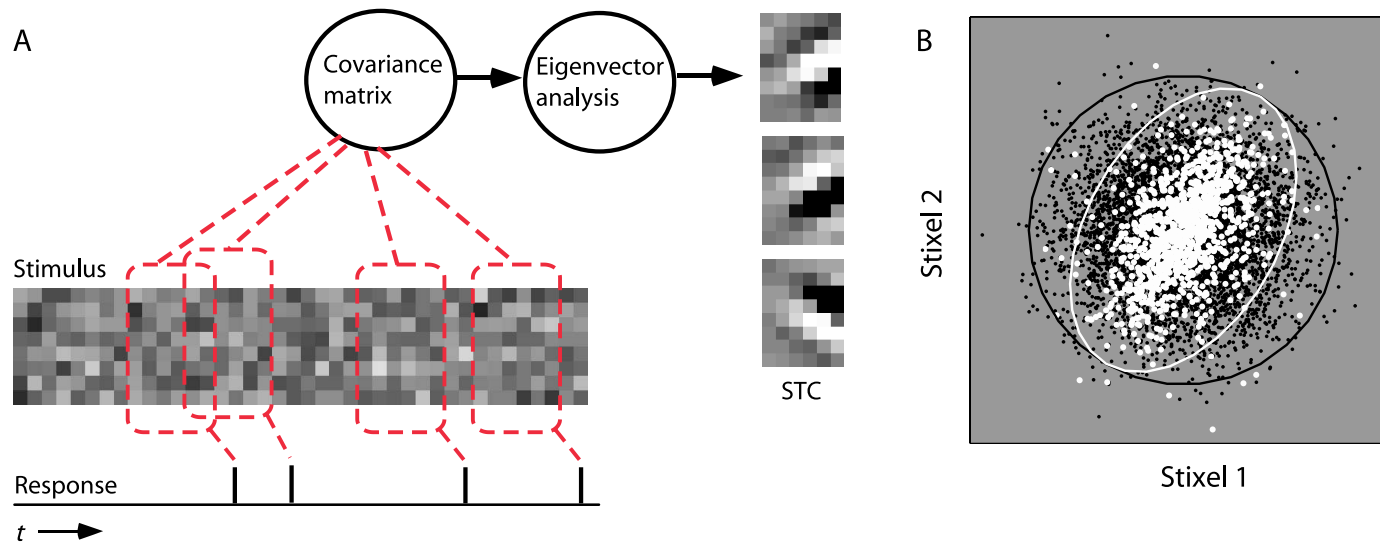 A
Covariance
matrix
Eigenvector
analysis
Stimulus
STC
Response
t
B
Stixel 2
Stixel 1